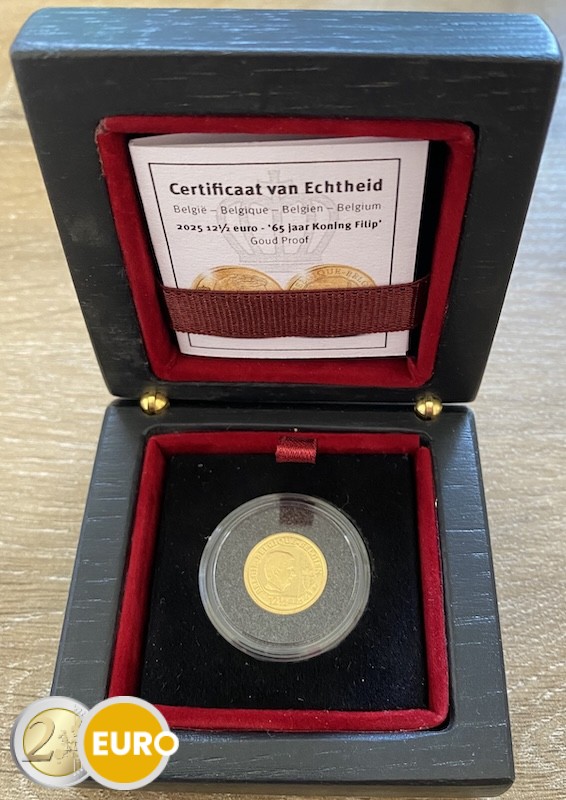 Certificaat van Echtheid
België – Belgique – Belgien – Belgium
2025 12½ euro - ‘65 jaar Koning Filip’
Goud Proof
2 EURO